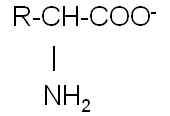 R-CH-COO⁻
|
NH₂